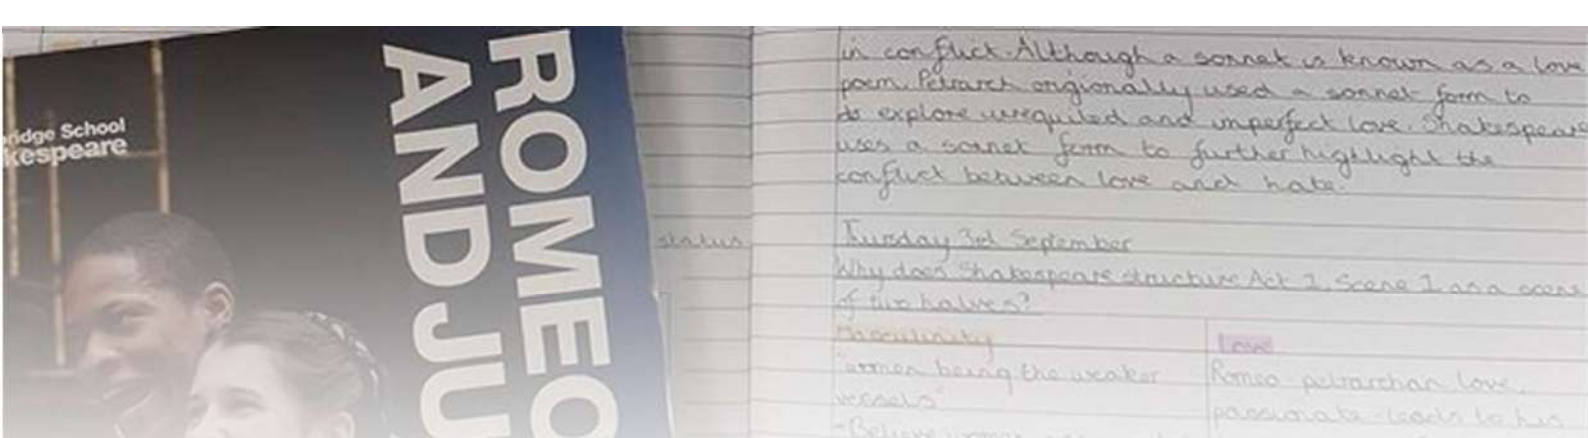 ridge School
kespeare
ROMEO
AND JU
status
in conflict. Although a sonnet is known as a love
poem, Petrarch origionally used a sonnet form to
to explore unrequited and imperfect love. Shakespeare
uses a sonnet form to further highlight the
conflict between love and hate.
Tuesday 3rd September
Why does Shakespeare structure Act 1, Scene 1 as a scene
of two halves?
Masculinity
"women being the weaker
vessels"
"Believe
Love
Romeo petrarchan love,
passionate - leads to his